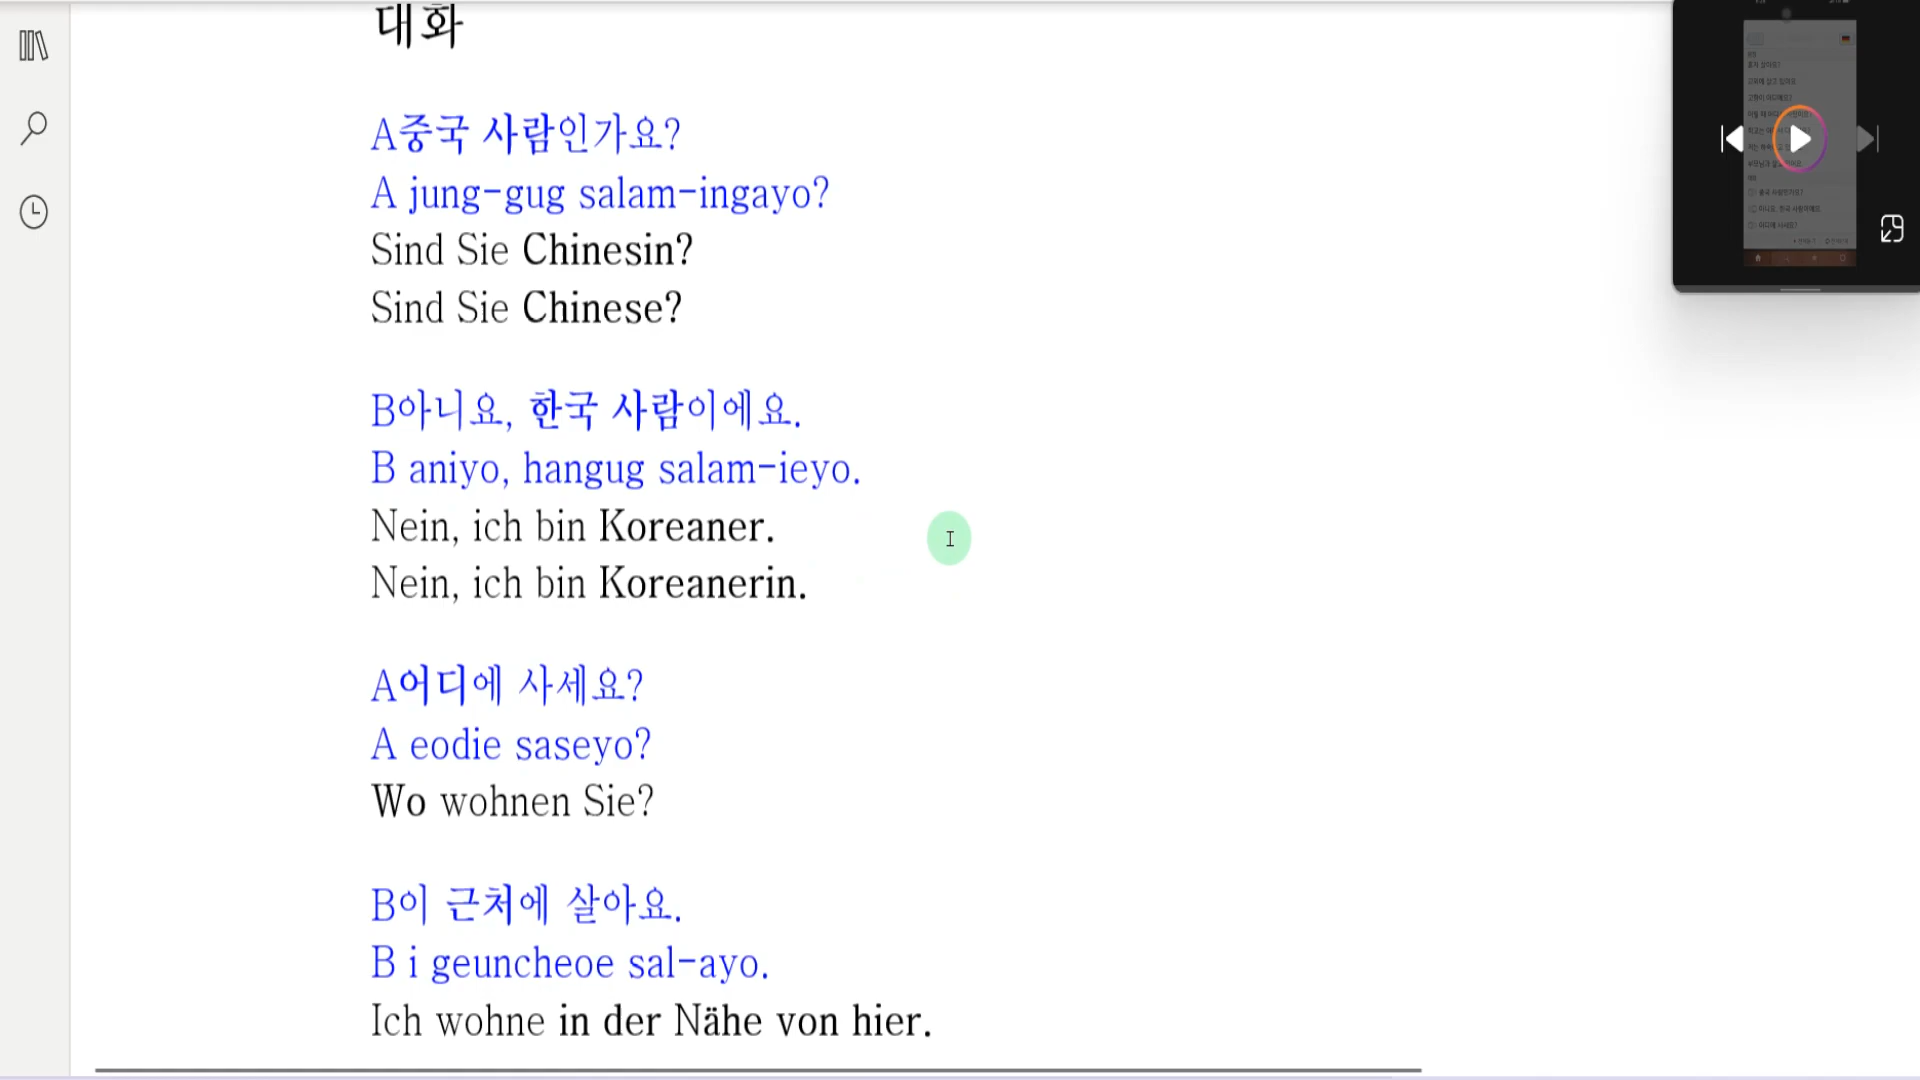 대화
A중국 사람인가요?
A jung-gug salam-ingayo?
Sind Sie Chinesin?
Sind Sie Chinese?
B아니요, 한국 사람이에요.
B aniyo, hangug salam-ieyo.
Nein, ich bin Koreaner.
Nein, ich bin Koreanerin.
A어디에 사세요?
A eodie saseyo?
Wo wohnen Sie?
B이 근처에 살아요.
B i geuncheoe sal-ayo.
Ich wohne in der Nähe von hier.